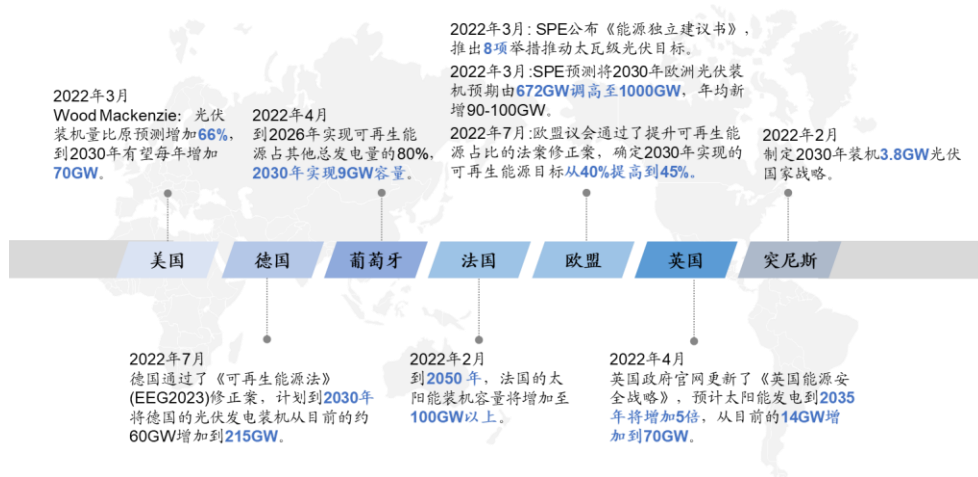 2022年3月: SPE公布《能源独立建议书》，
推出8项举措推动太瓦级光伏目标。
2022年3月:SPE预测将2030年欧洲光伏装
机预期由672GW调高至1000GW，年均新
增90-100GW。
2022年7月: 欧盟议会通过了提升可再生能
源占比的法案修正案，确定2030年实现的
可再生能源目标从40%提高到45%。
2022年3月
Wood Mackenzie：光伏
装机量比原预测增加66%,
到2030年有望每年增加
70GW。
2022年4月
到2026年实现可再生能
源占其他总发电量的80%,
2030年实现9GW容量。
2022年2月
制定2030年装机3.8GW光伏
国家战略。
美国
德国
葡萄牙
法国
欧盟
英国
突尼斯
2022年7月
德国通过了《可再生能源法》
(EEG2023)修正案，计划到2030年
将德国的光伏发电装机从目前的约
60GW增加到215GW。
2022年2月
到2050 年，法国的太
阳能装机容量将增加至
100GW以上。
2022年4月
英国政府官网更新了《英国能源安
全战略》，预计太阳能发电到2035
年将增加5倍，从目前的14GW增
加到70GW。